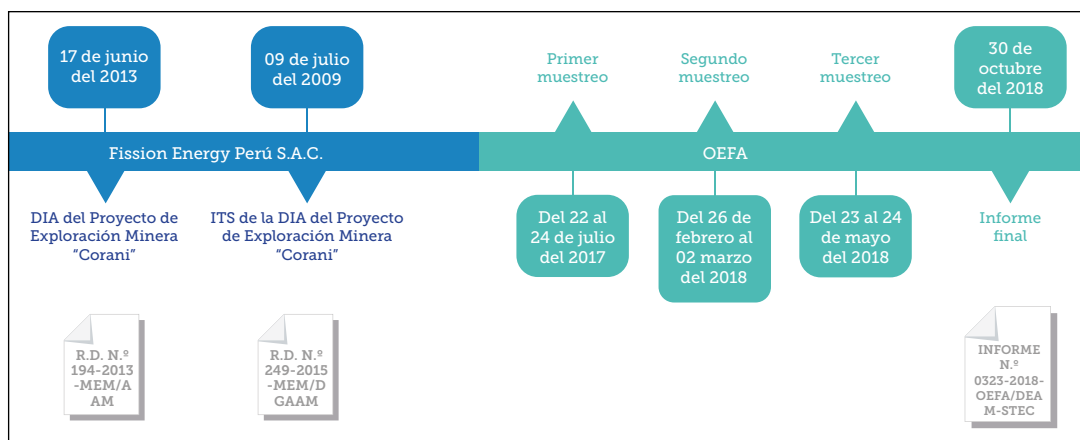 17 de junio
del 2013
09 de julio
del 2009
Primer
muestreo
Segundo
muestreo
Tercer
muestreo
30 de
octubre
del 2018
Fission Energy Perú S.A.C.
OEFA
DIA del Proyecto de
Exploración Minera
“Corani”
ITS de la DIA del Proyecto
de Exploración Minera
“Corani”
Del 22 al
24 de julio
del 2017
Del 26 de
febrero al
02 marzo
del 2018
Del 23 al 24
de mayo
del 2018
Informe
final
R.D. N.º
194-2013
-MEM/A
AM
R.D. N.º
249-2015
-MEM/D
GAAM
INFORME
N.º
0323-2018-
OEFA/DEA
M-STEC